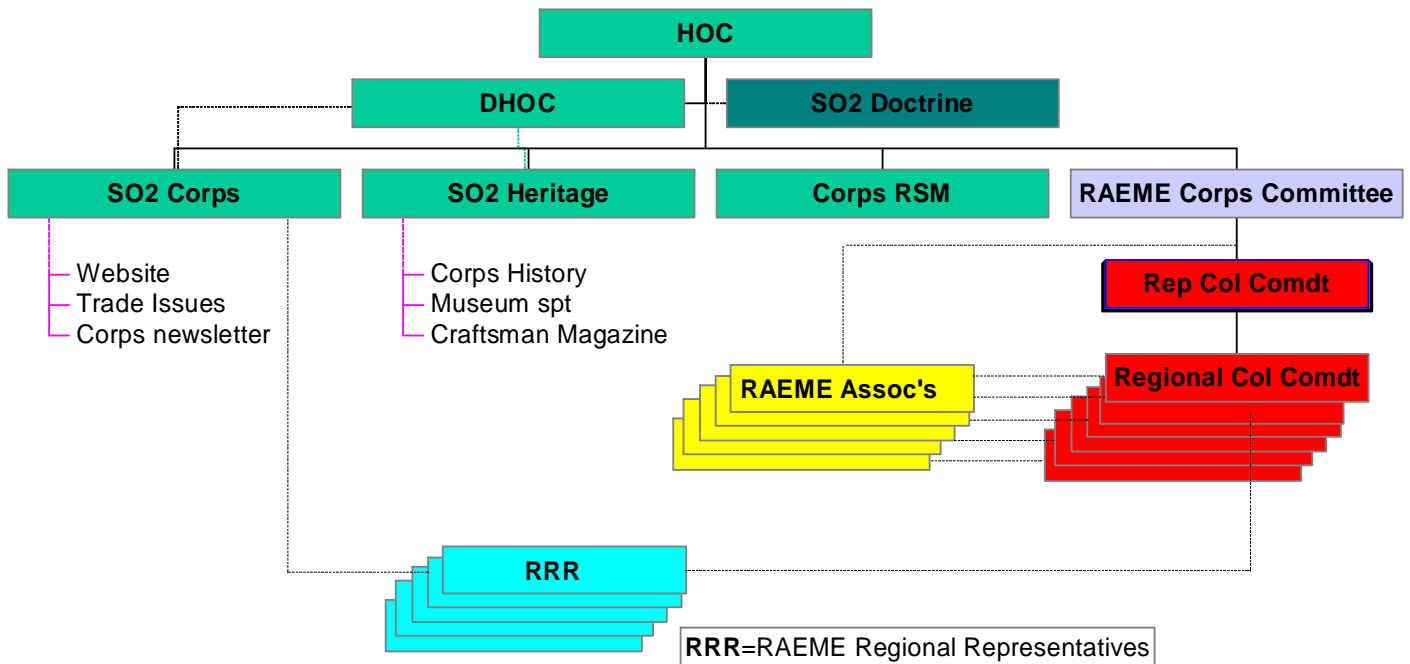 HOC
DHOC
SO2 Doctrine
SO2 Corps
SO2 Heritage
Corps RSM
RAEME Corps Committee
Website
Trade Issues
Corps newsletter
Corps History
Museum spt
Craftsman Magazine
Rep Col Comdt
RAEME Assoc's
Regional Col Comdt
RRR
RRR=RAEME Regional Representatives